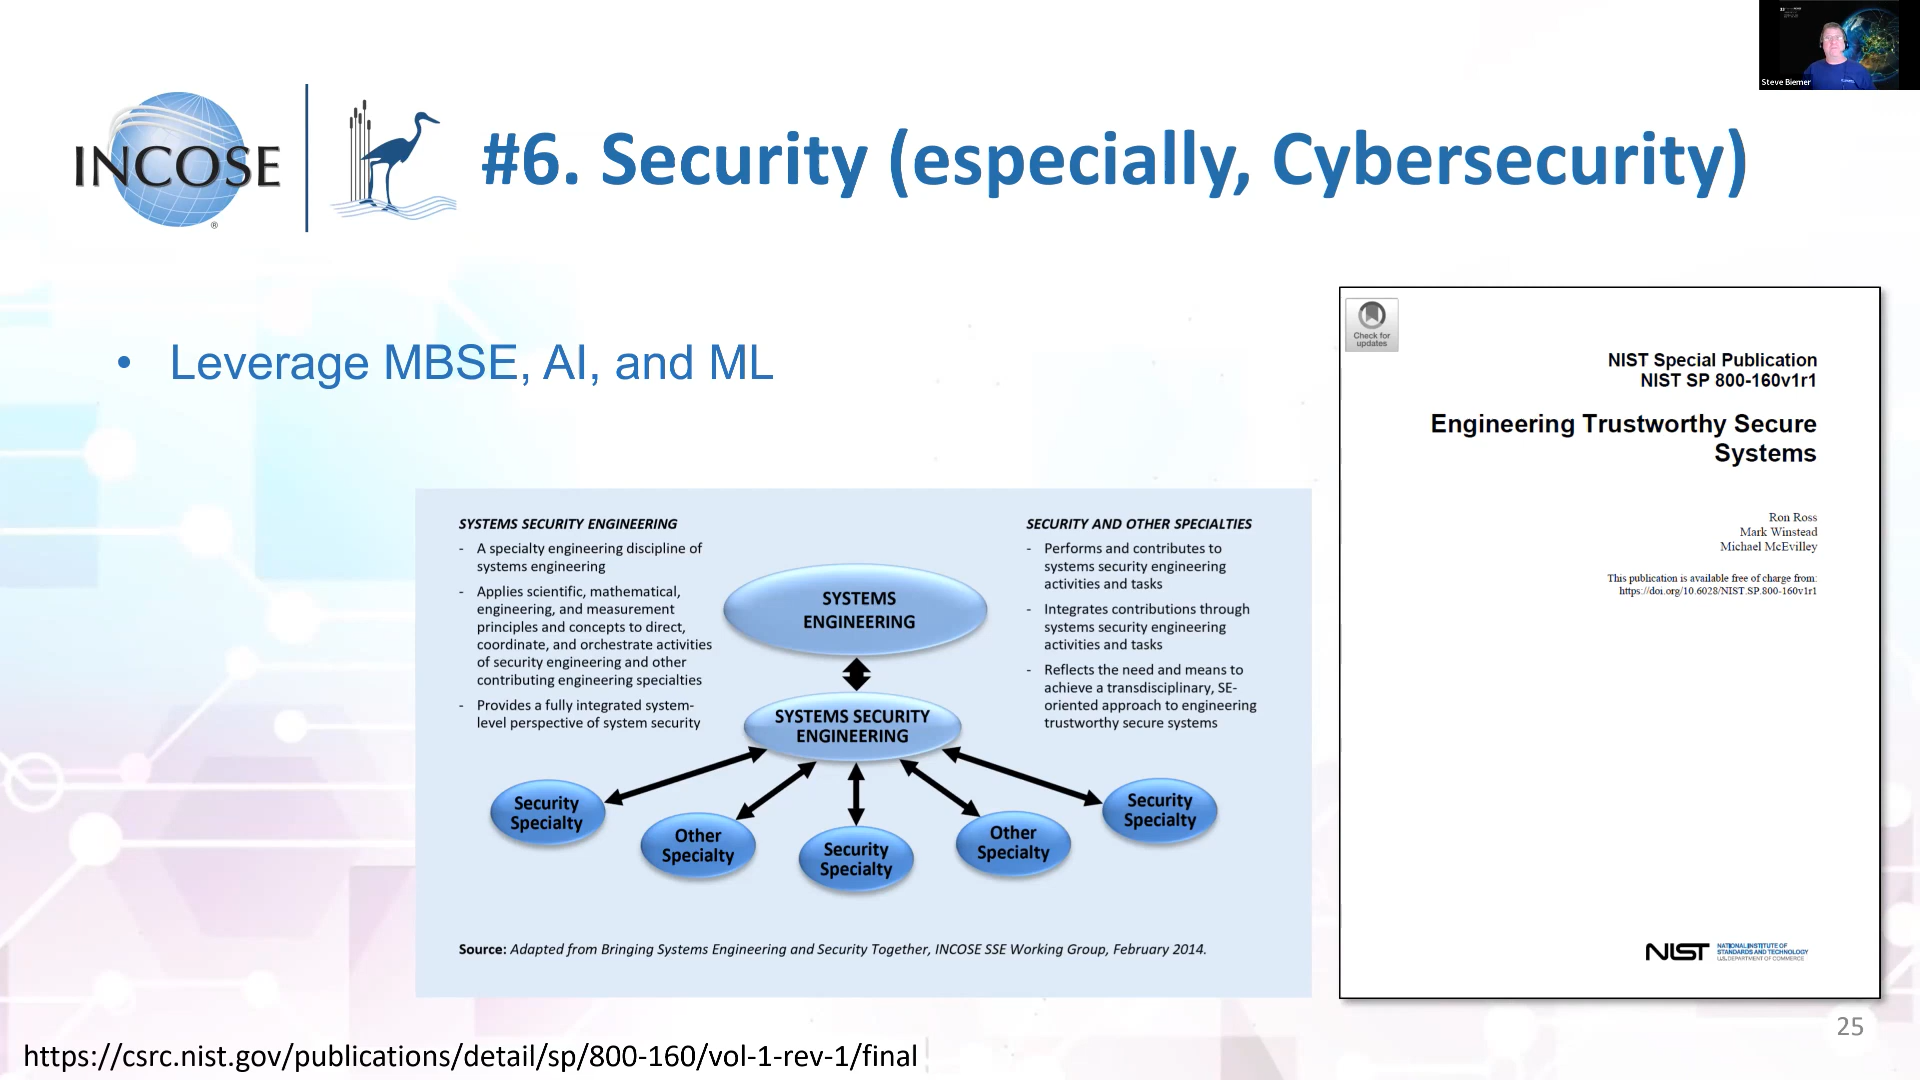 Steve Biemer
INCOSE
®
#6. Security (especially, Cybersecurity)
• Leverage MBSE, AI, and ML
SYSTEMS SECURITY ENGINEERING
- A specialty engineering discipline of
systems engineering
- Applies scientific, mathematical,
engineering, and measurement
principles and concepts to direct,
coordinate, and orchestrate activities
of security engineering and other
contributing engineering specialties
- Provides a fully integrated system-
level perspective of system security
SYSTEMS
ENGINEERING
SYSTEMS SECURITY
ENGINEERING
SECURITY AND OTHER SPECIALTIES
- Performs and contributes to
systems security engineering
activities and tasks
- Integrates contributions through
systems security engineering
activities and tasks
- Reflects the need and means to
achieve a transdisciplinary, SE-
oriented approach to engineering
trustworthy secure systems
Security
Specialty
Other
Specialty
Security
Specialty
Other
Specialty
Security
Specialty
Source: Adapted from Bringing Systems Engineering and Security Together, INCOSE SSE Working Group, February 2014.
Check for
updates
NIST Special Publication
NIST SP 800-160v1r1
Engineering Trustworthy Secure
Systems
Ron Ross
Mark Winstead
Michael McEvilley
This publication is available free of charge from:
https://doi.org/10.6028/NIST.SP.800-160v1r1
NIST
NATIONAL INSTITUTE OF
STANDARDS AND TECHNOLOGY
U.S. DEPARTMENT OF COMMERCE
25
https://csrc.nist.gov/publications/detail/sp/800-160/vol-1-rev-1/final